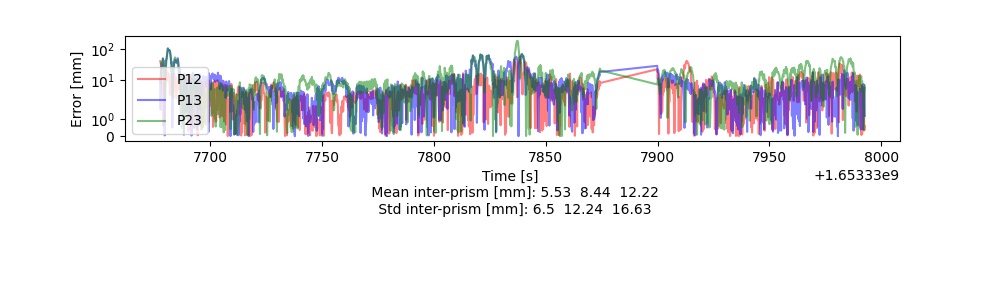 10²
10¹
10⁰
0
Error [mm]
P12
P13
P23
7700 7750 7800 7850 7900 7950 8000
Time [s]
+1.65333e9
Mean inter-prism [mm]: 5.53 8.44 12.22
Std inter-prism [mm]: 6.5 12.24 16.63